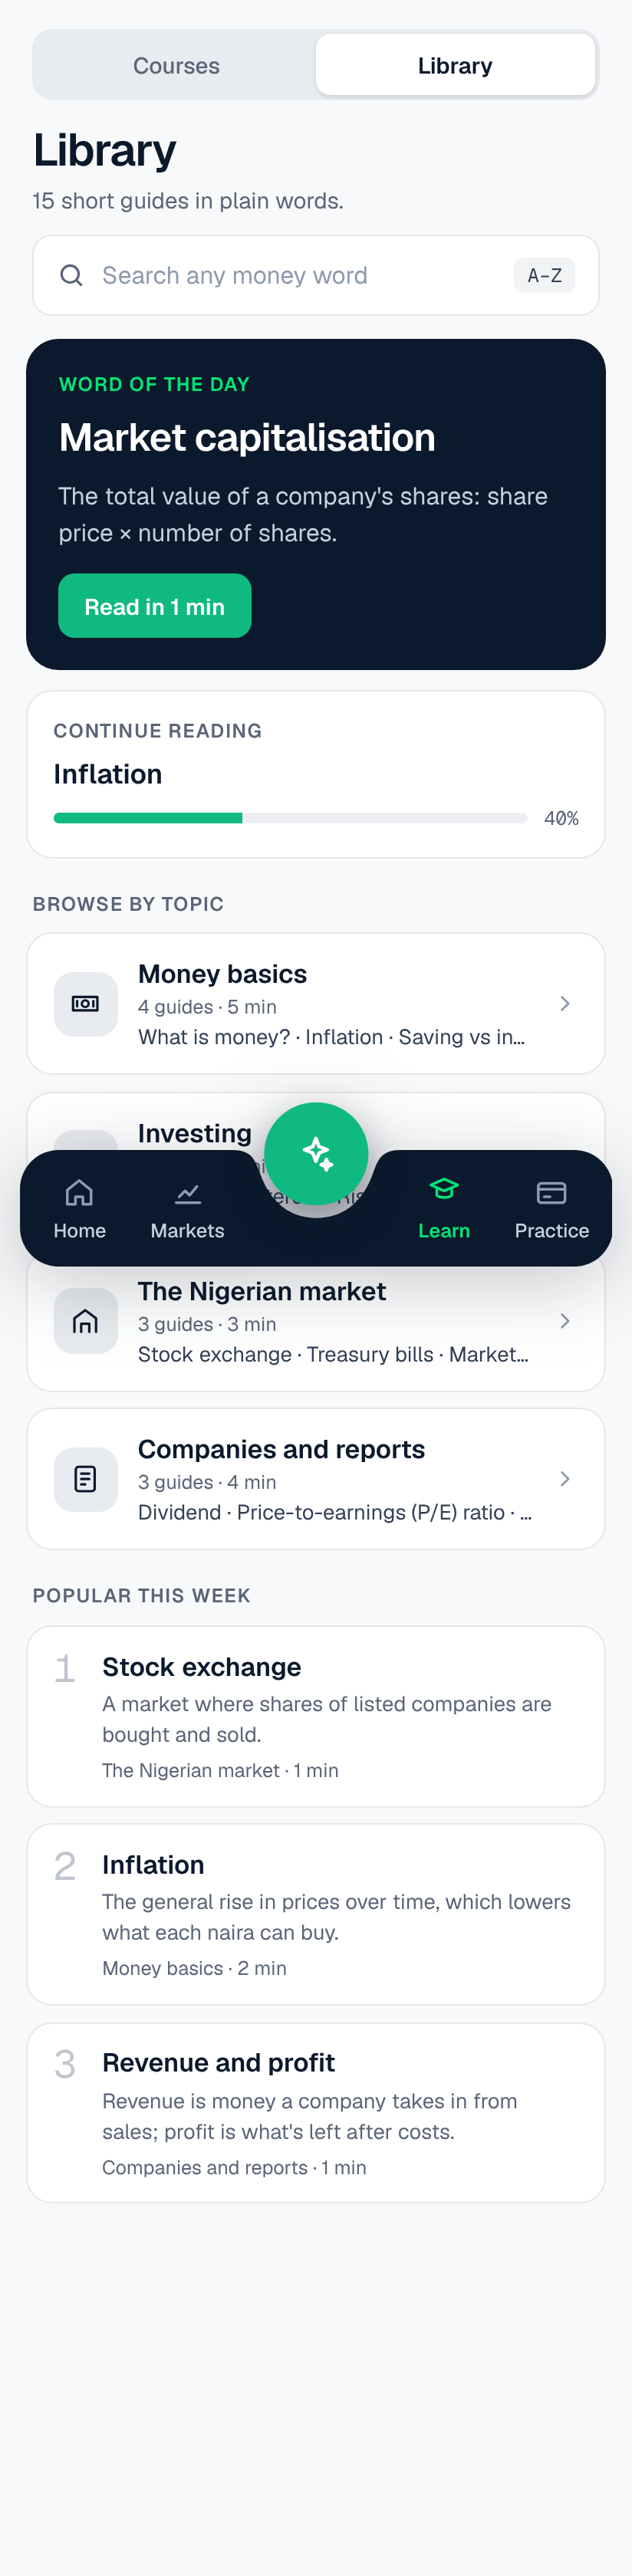 Courses
Library
Library
15 short guides in plain words.
Search any money word
A–Z
WORD OF THE DAY
Market capitalisation
The total value of a company's shares: share
price × number of shares.
Read in 1 min
CONTINUE READING
Inflation
40%
BROWSE BY TOPIC
Money basics
4 guides · 5 min
What is money? · Inflation · Saving vs in...
Investing
Home
Markets
Learn
Practice
The Nigerian market
3 guides · 3 min
Stock exchange · Treasury bills · Market...
Companies and reports
3 guides · 4 min
Dividend · Price-to-earnings (P/E) ratio · ...
POPULAR THIS WEEK
1
Stock exchange
A market where shares of listed companies are
bought and sold.
The Nigerian market · 1 min
2
Inflation
The general rise in prices over time, which lowers
what each naira can buy.
Money basics · 2 min
3
Revenue and profit
Revenue is money a company takes in from
sales; profit is what's left after costs.
Companies and reports · 1 min